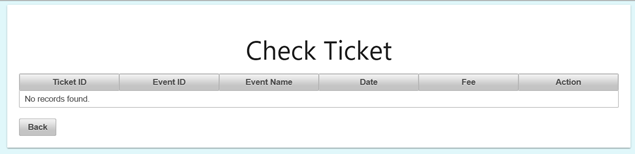 Check Ticket
Ticket ID Event ID Event Name Date Fee Action
No records found.
Back